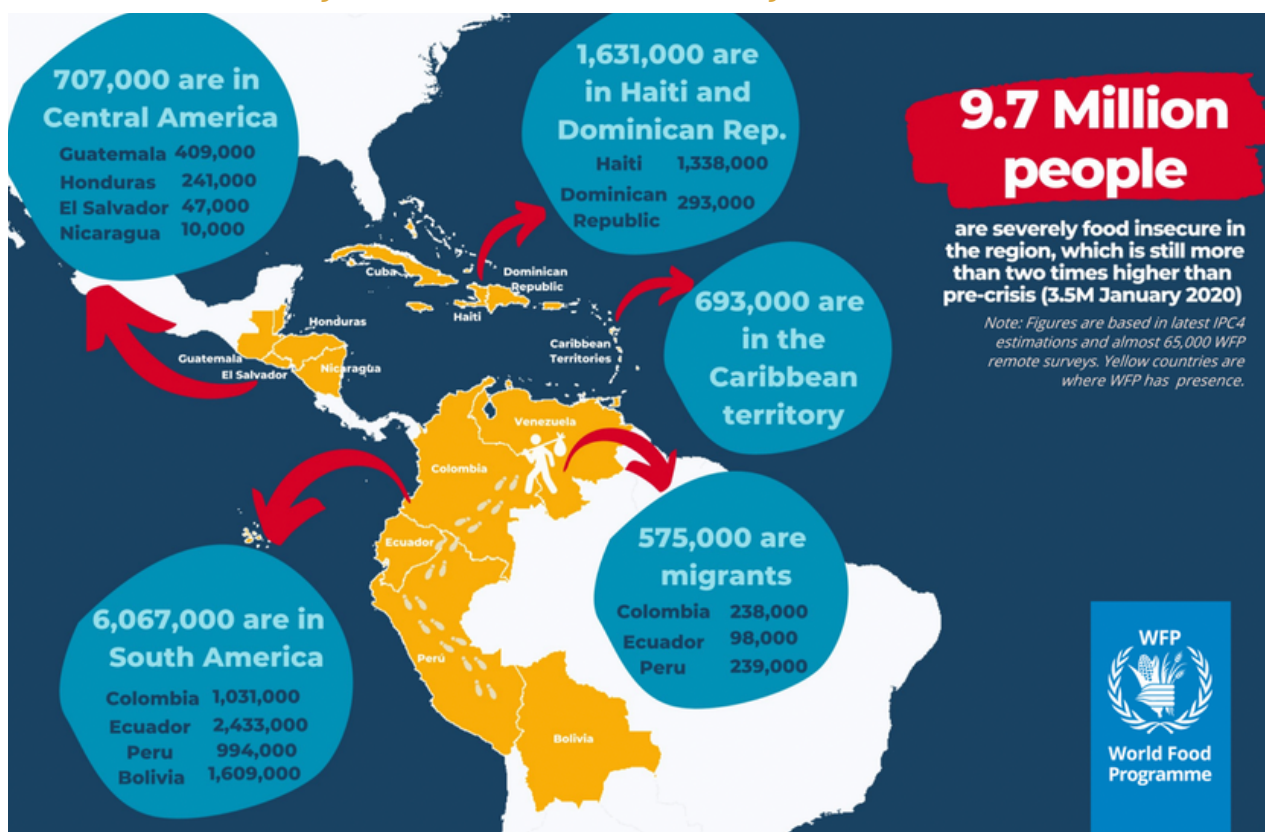 707,000 are in
Central America
Guatemala 409,000
Honduras 241,000
El Salvador 47,000
Nicaragua 10,000
1,631,000 are
in Haiti and
Dominican Rep.
Haiti 1,338,000
Dominican
Republic 293,000
9.7 Million
people
are severely food insecure in
the region, which is still more
than two times higher than
pre-crisis (3.5M January 2020)
Note: Figures are based in latest IPC4
estimations and almost 65,000 WFP
remote surveys. Yellow countries are
where WFP has presence.
693,000 are
in the
Caribbean
territory
Cuba
Dominican
Republic
Haiti
Caribbean
Territories
Honduras
Guatemala
El Salvador
Nicaragua
Venezuela
Colombia
Ecuador
Perú
Bolivia
575,000 are
migrants
Colombia 238,000
Ecuador 98,000
Peru 239,000
6,067,000 are in
South America
Colombia 1,031,000
Ecuador 2,433,000
Peru 994,000
Bolivia 1,609,000
WFP
World Food
Programme